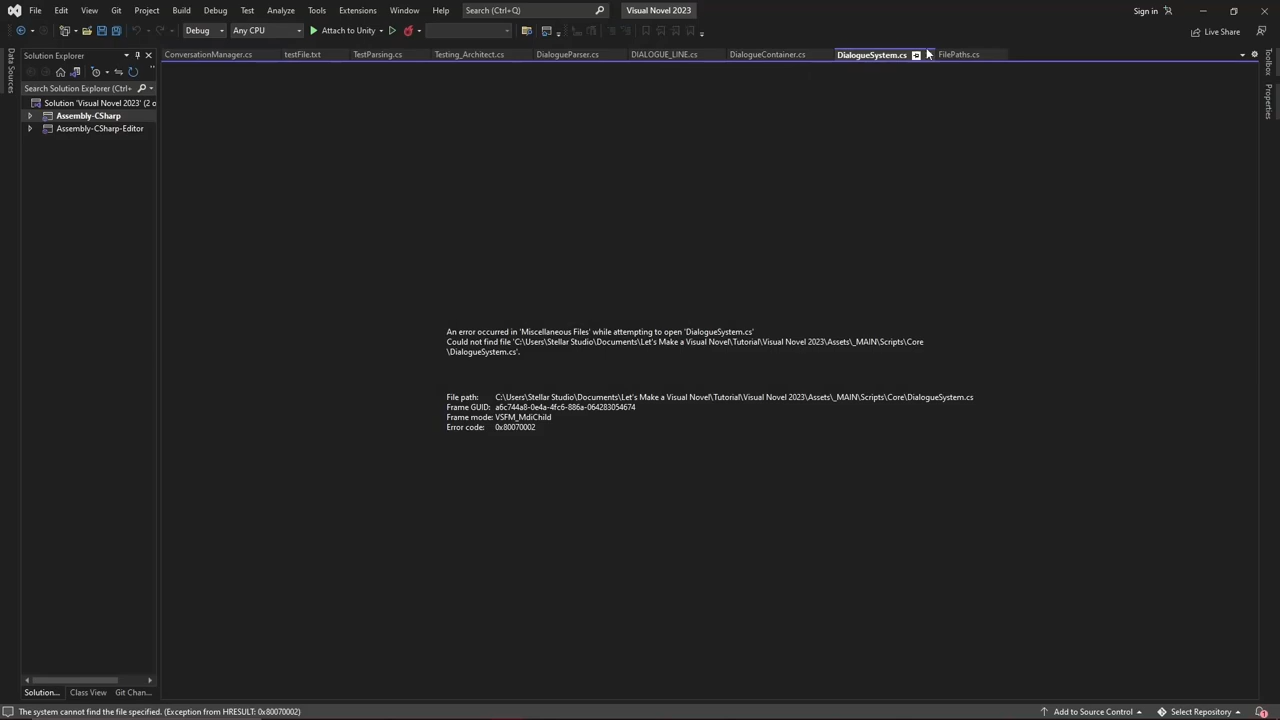 File Edit View Git Project Build Debug Test Analyze Tools Extensions Window Help Search (Ctrl+Q) Visual Novel 2023 Sign in
Debug Any CPU Attach to Unity Live Share
Solution Explorer
ConversationManager.cs testFile.txt TestParsing.cs Testing_Architect.cs DialogueParser.cs DIALOGUE_LINE.cs DialogueContainer.cs DialogueSystem.cs FilePaths.cs
Data Sources
Toolbox
Properties
Search Solution Explorer (Ctrl+
Solution 'Visual Novel 2023' (2 o
Assembly-CSharp
Assembly-CSharp-Editor
An error occurred in 'Miscellaneous Files' while attempting to open 'DialogueSystem.cs'
Could not find file 'C:\Users\Stellar Studio\Documents\Let's Make a Visual Novel\Tutorial\Visual Novel 2023\Assets\_MAIN\Scripts\Core
\DialogueSystem.cs'.
File path: C:\Users\Stellar Studio\Documents\Let's Make a Visual Novel\Tutorial\Visual Novel 2023\Assets\_MAIN\Scripts\Core\DialogueSystem.cs
Frame GUID: a6c744a8-0e4a-4fc6-886a-064283054674
Frame mode: VSFM_MdiChild
Error code: 0x80070002
Solution... Class View Git Chan...
The system cannot find the file specified. (Exception from HRESULT: 0x80070002) Add to Source Control Select Repository 1